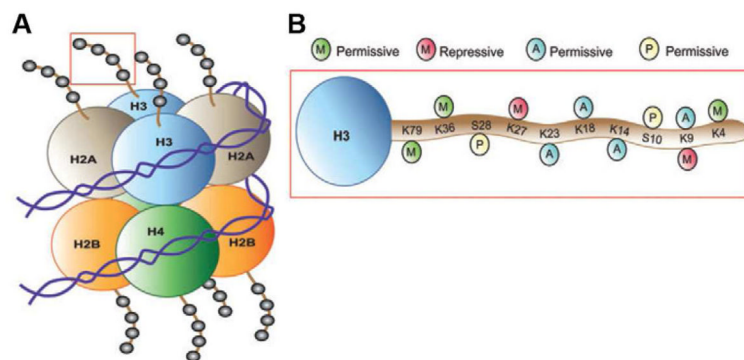 A
H3
H3
H2A
H2A
H2B
H4
H2B
B
M Permissive M Repressive A Permissive P Permissive
M M A P A M
H3 K79 K36 S28 K27 K23 K18 K14 S10 K9 K4
M P A A M